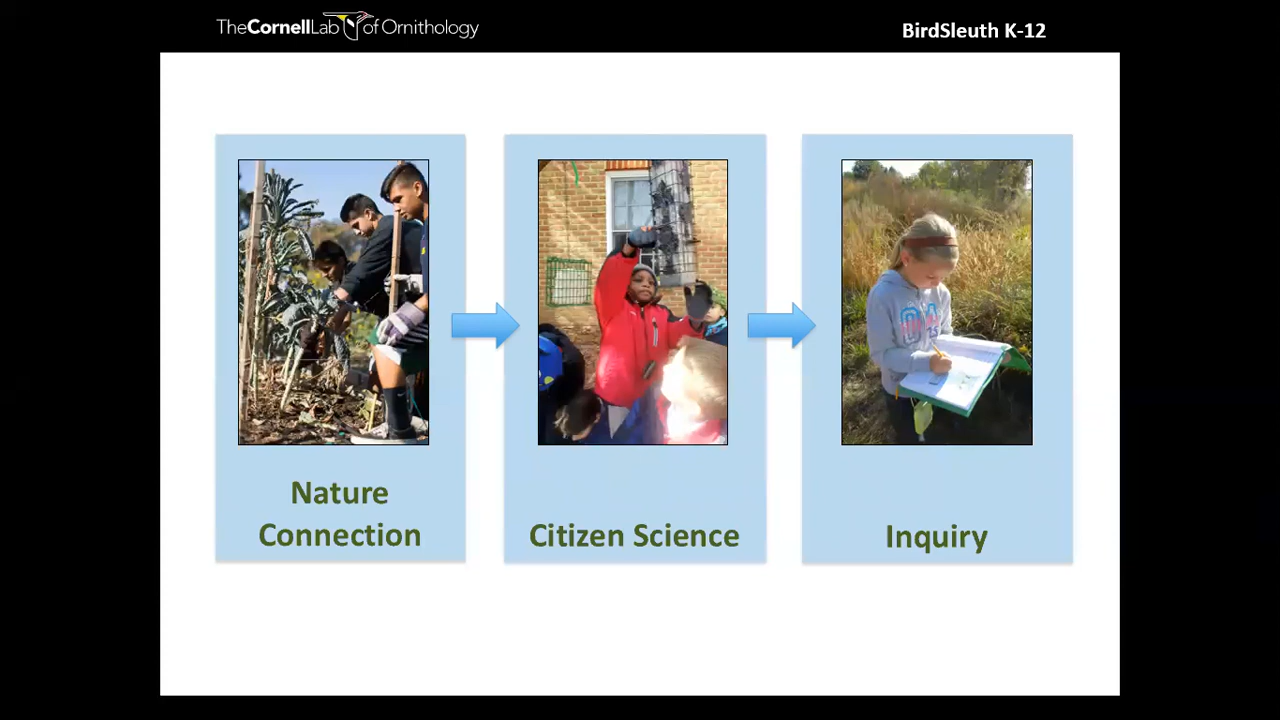 TheCornellLab of Ornithology
BirdSleuth K-12
Nature
Connection
Citizen Science
Inquiry